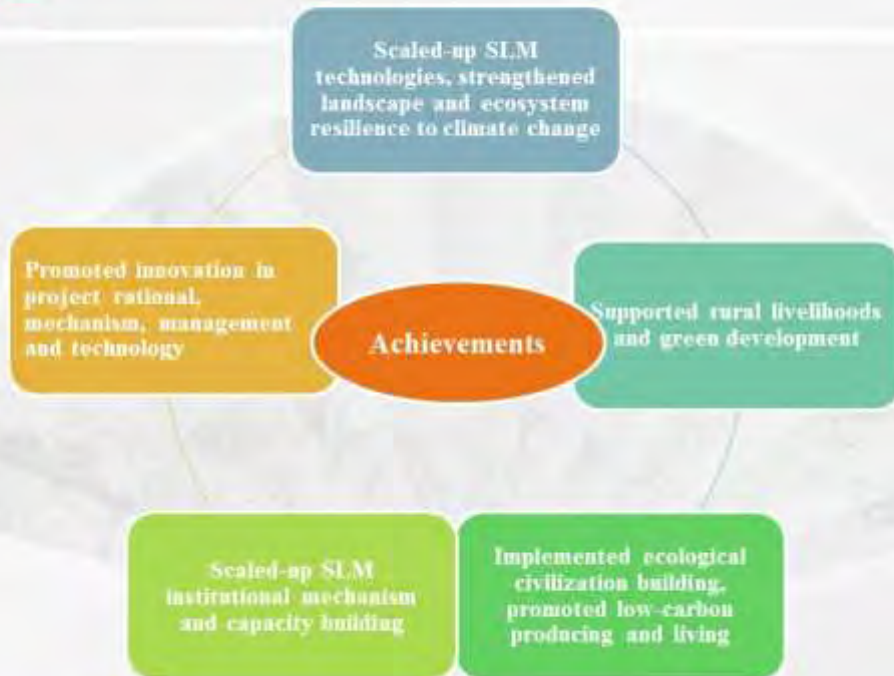 Scaled-up SLM
technologies, strengthened
landscape and ecosystem
resilience to climate change
Promoted innovation in
project rational,
mechanism, management
and technology
Achievements
Supported rural livelihoods
and green development
Scaled-up SLM
institutional mechanism
and capacity building
Implemented ecological
civilization building,
promoted low-carbon
producing and living